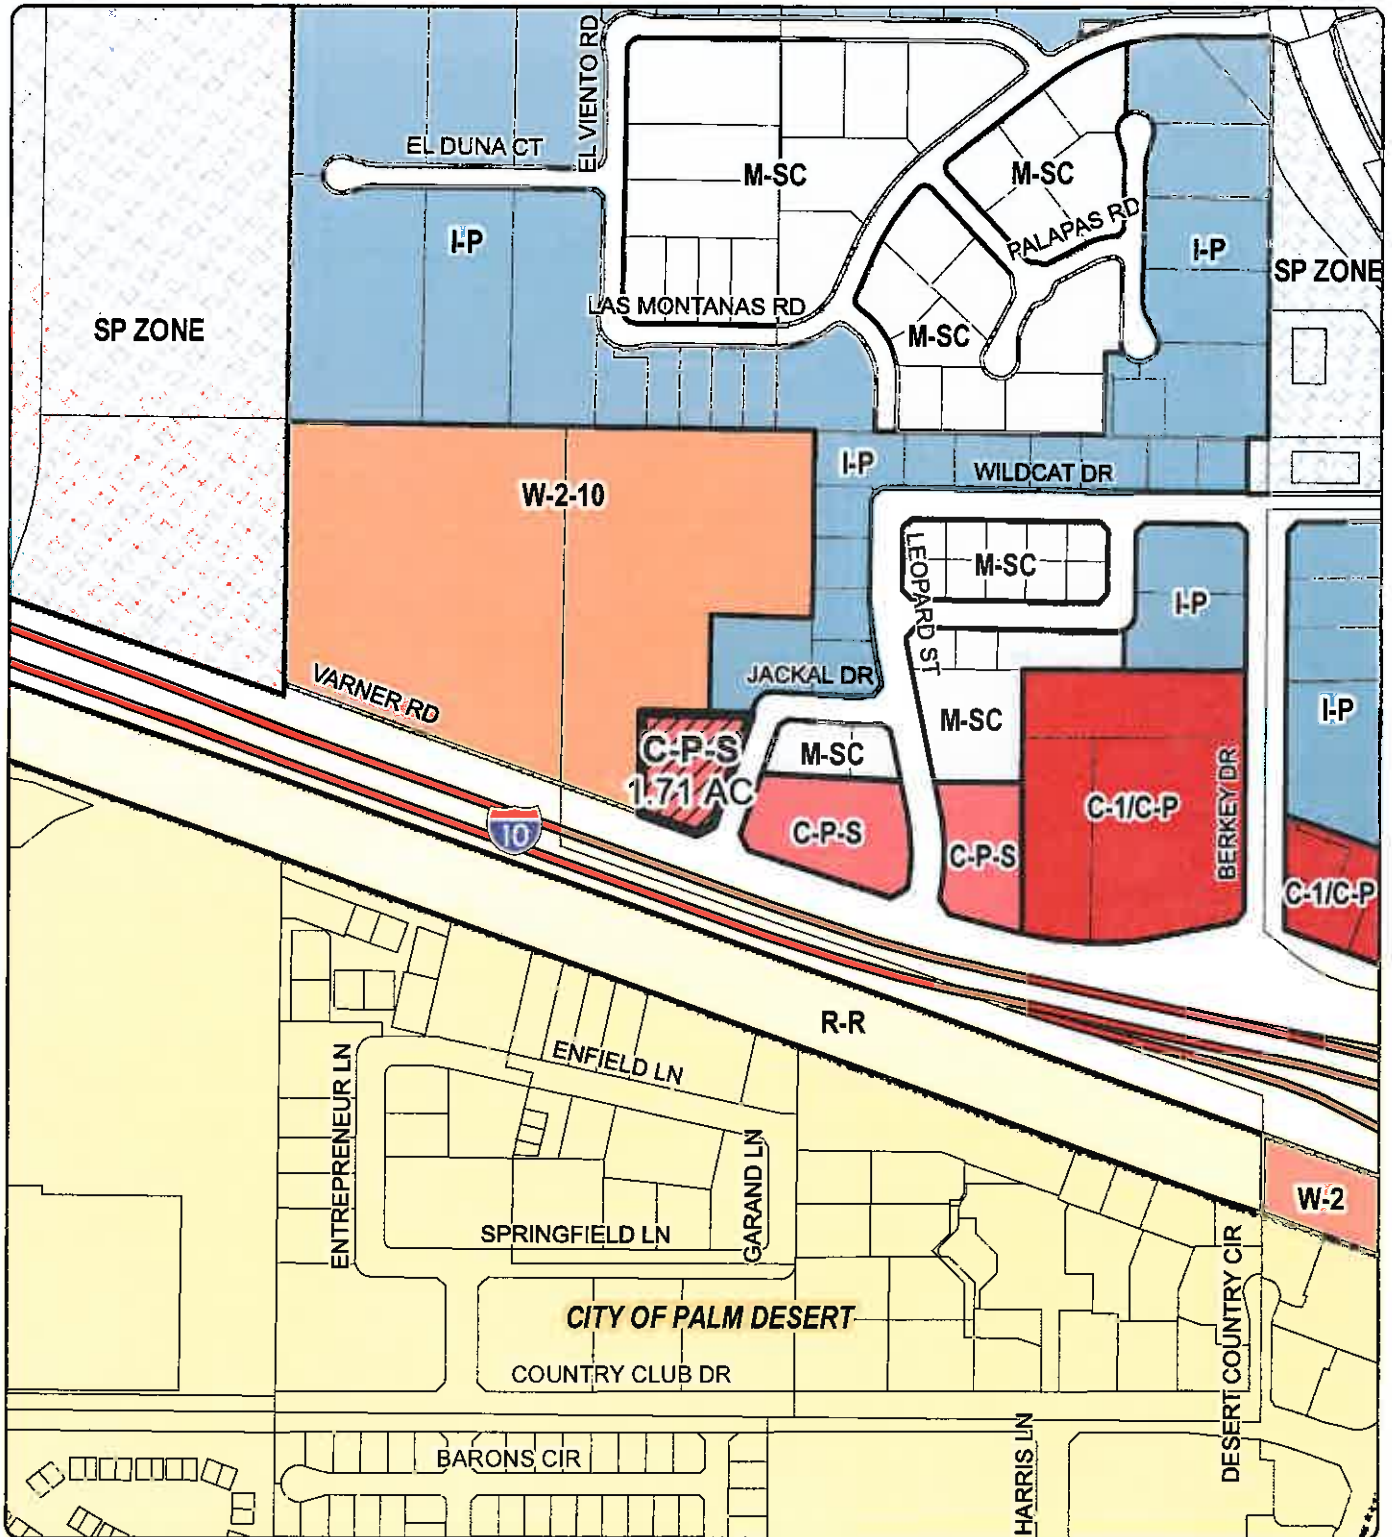 EL VIENTO RD
EL DUNA CT
M-SC
M-SC
PALAPAS RD
I-P
I-P
SP ZONE
LAS MONTANAS RD
SP ZONE
M-SC
I-P
WILDCAT DR
W-2-10
LEOPARD ST
M-SC
I-P
JACKAL DR
VARNER RD
M-SC
I-P
C-P-S
1.71 AC
M-SC
C-1/C-P
BERKEY DR
10
C-P-S
C-P-S
C-1/C-P
R-R
ENFIELD LN
ENTREPRENEUR LN
GARAND LN
W-2
SPRINGFIELD LN
DESERT COUNTRY CIR
CITY OF PALM DESERT
COUNTRY CLUB DR
BARONS CIR
HARRIS LN